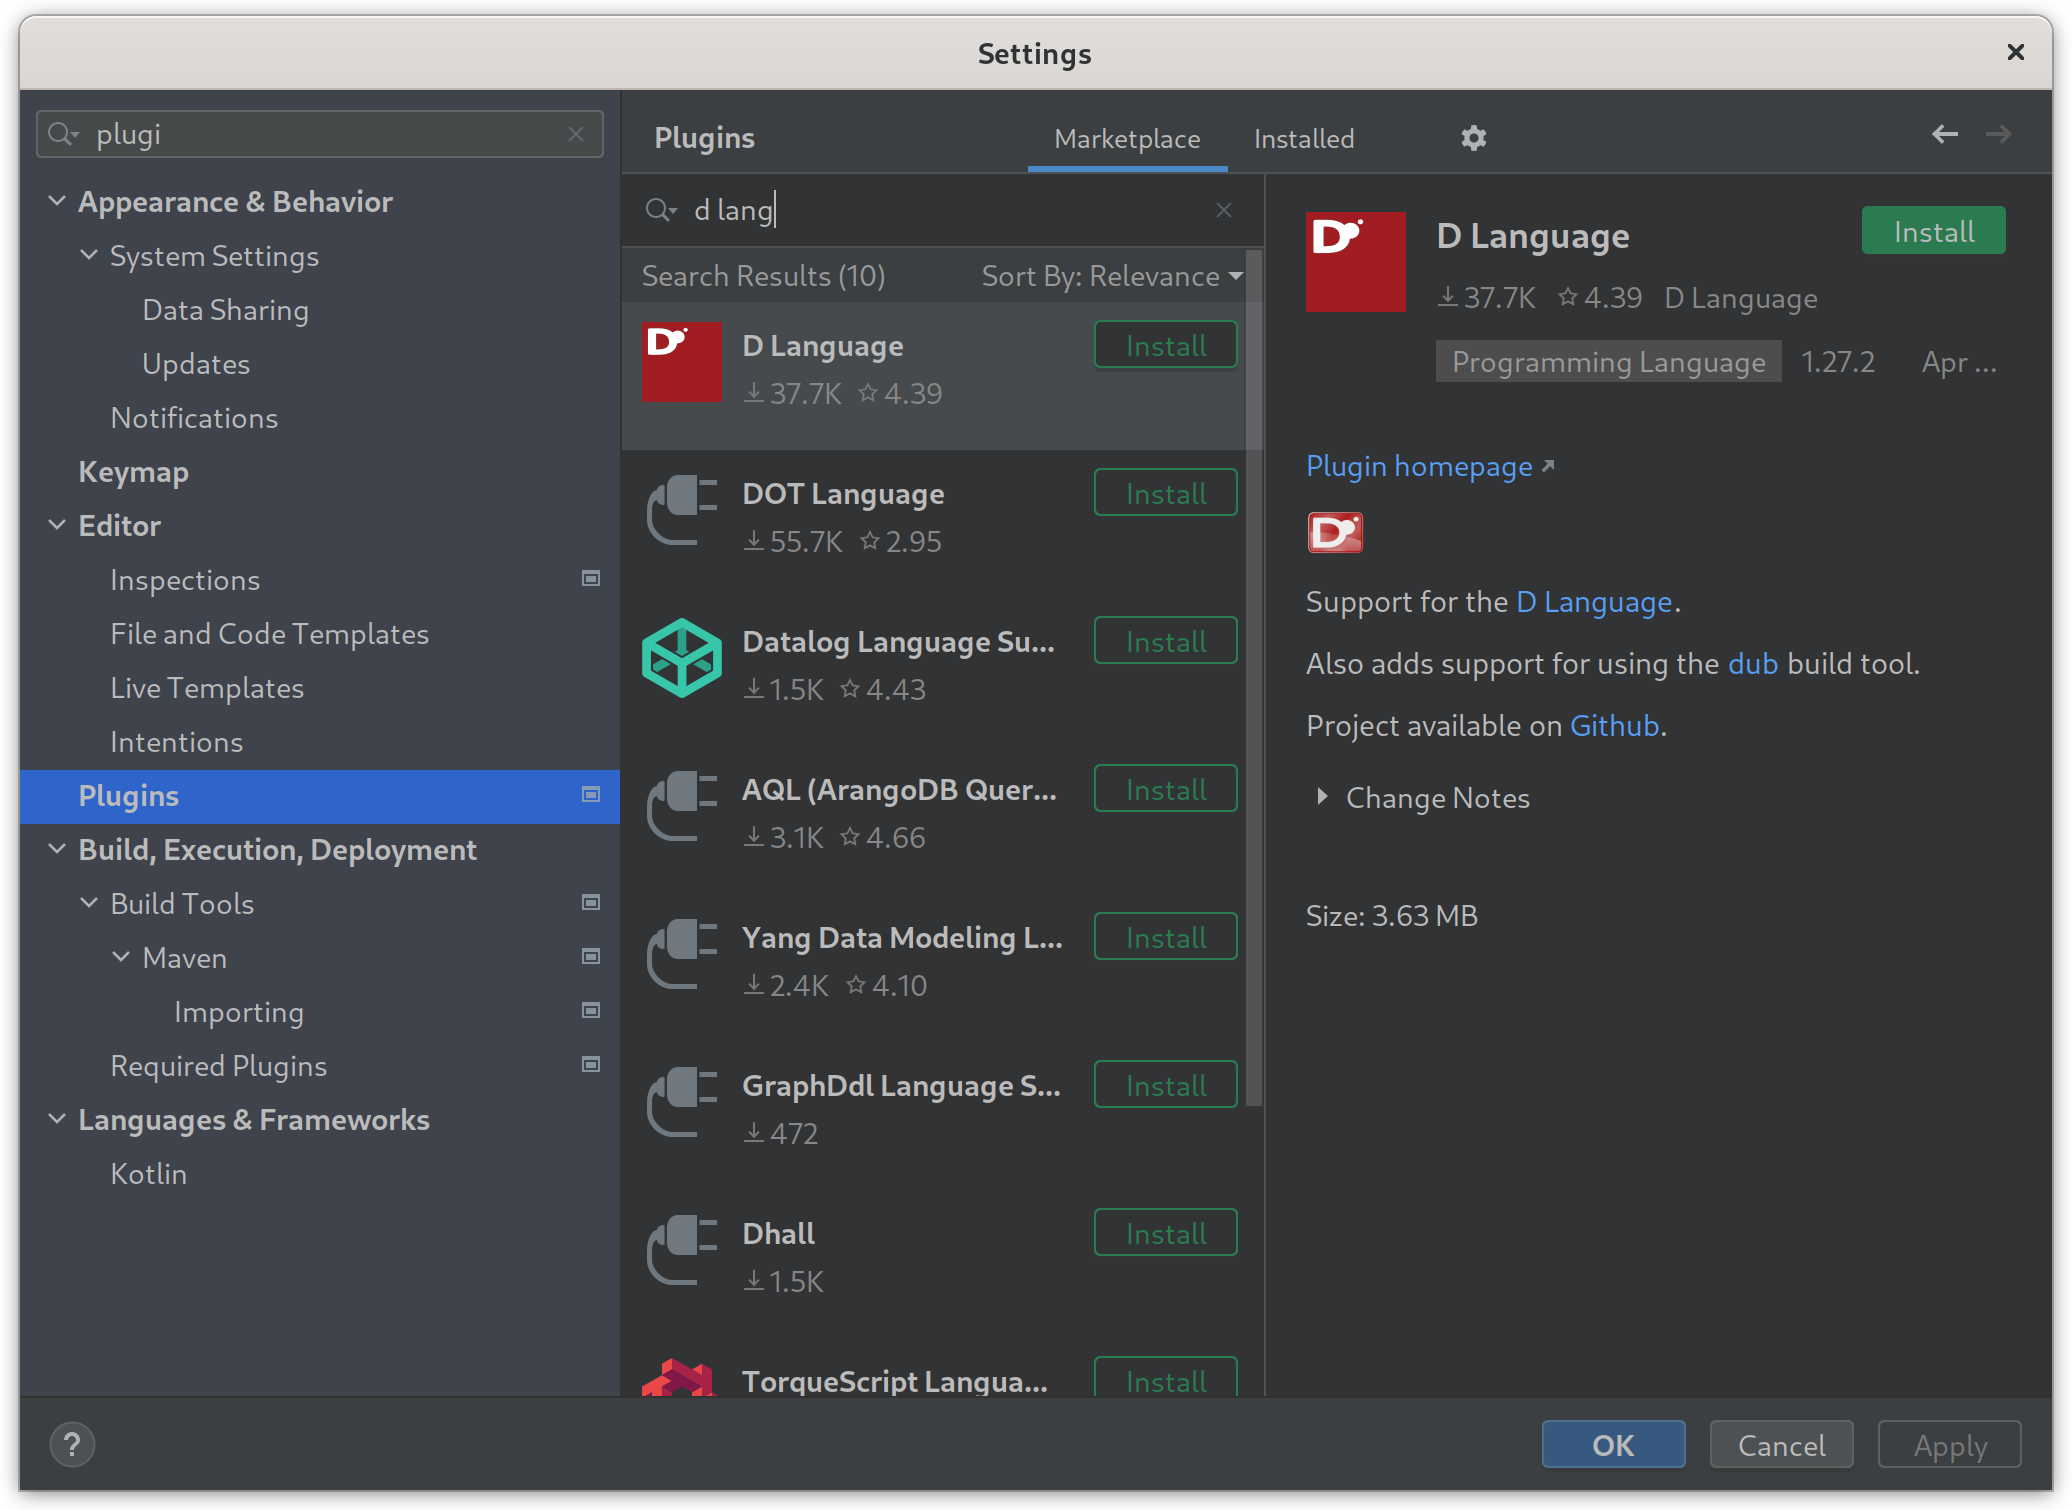 Settings
plugi
Appearance & Behavior
System Settings
Data Sharing
Updates
Notifications
Keymap
Editor
Inspections
File and Code Templates
Live Templates
Intentions
Plugins
Build, Execution, Deployment
Build Tools
Maven
Importing
Required Plugins
Languages & Frameworks
Kotlin
Plugins
Marketplace
Installed
d lang
Search Results (10)
Sort By: Relevance
D Language
Install
37.7K
4.39
DOT Language
Install
55.7K
2.95
Datalog Language Su...
Install
1.5K
4.43
AQL (ArangoDB Quer...
Install
3.1K
4.66
Yang Data Modeling L...
Install
2.4K
4.10
GraphDdl Language S...
Install
472
Dhall
Install
1.5K
TorqueScript Langua...
Install
D Language
Install
37.7K
4.39
D Language
Programming Language
1.27.2
Apr ...
Plugin homepage
Support for the D Language.
Also adds support for using the dub build tool.
Project available on Github.
Change Notes
Size: 3.63 MB
?
OK
Cancel
Apply